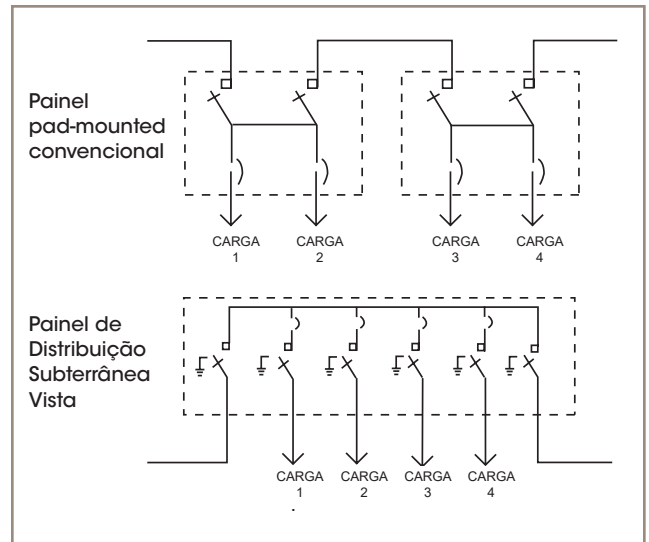 Painel
pad-mounted
convencional
CARGA
1
CARGA
2
CARGA
3
CARGA
4
Painel de
Distribuição
Subterrânea
Vista
CARGA
1
CARGA
2
CARGA
3
CARGA
4